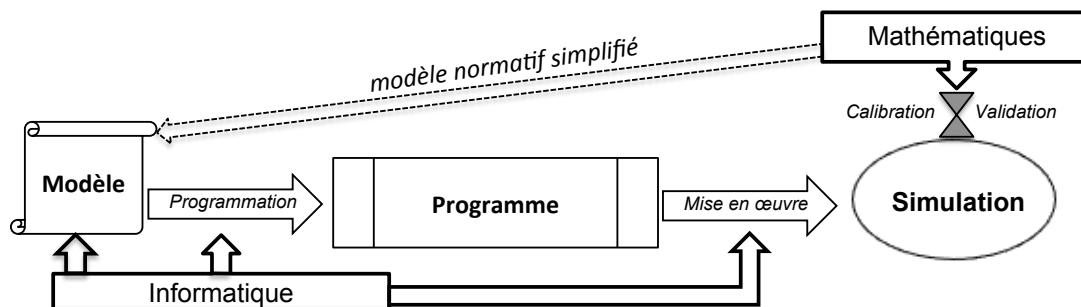 Mathématiques
modèle normatif simplifié
Calibration Validation
Modèle
Programmation
Programme
Mise en œuvre
Simulation
Informatique